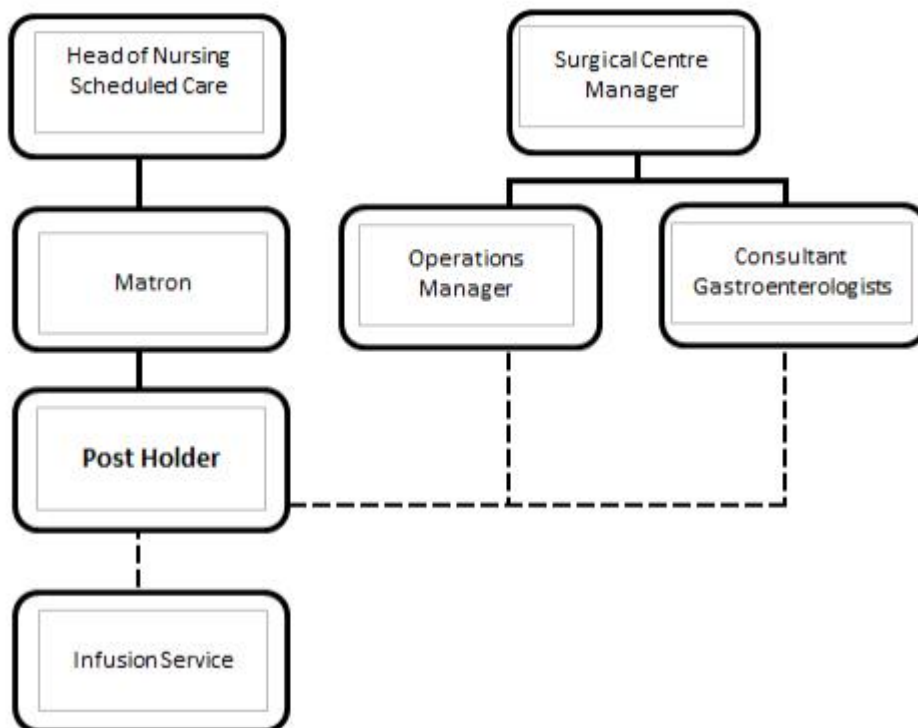 Head of Nursing
Scheduled Care
Surgical Centre
Manager
Matron
Operations
Manager
Consultant
Gastroenterologists
Post Holder
Infusion Service